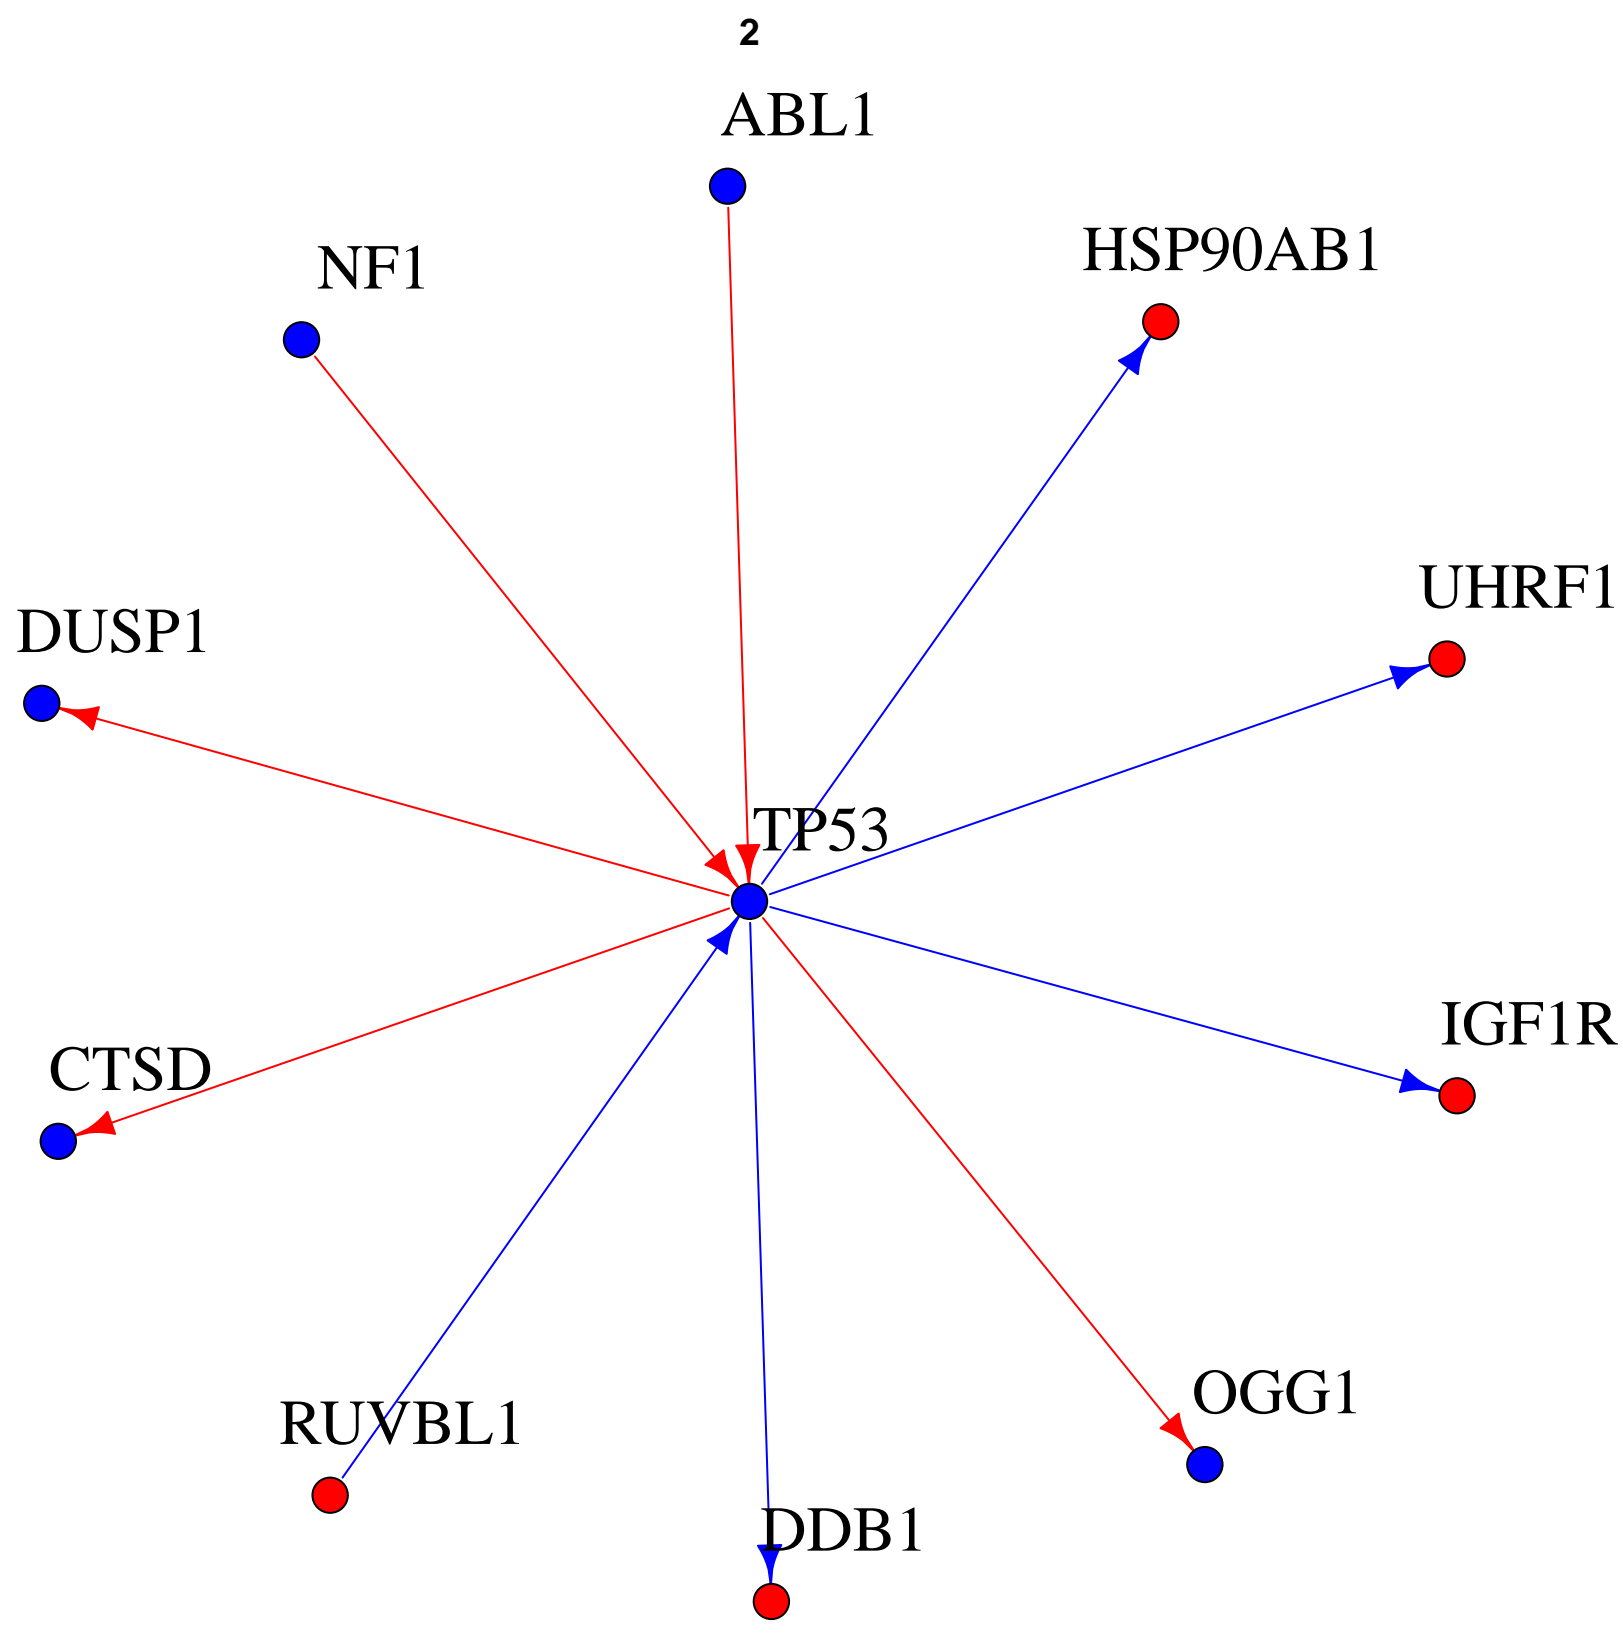 2
ABL1
HSP90AB1
NF1
UHRF1
DUSP1
TP53
IGF1R
CTSD
OGG1
RUVBL1
DDB1